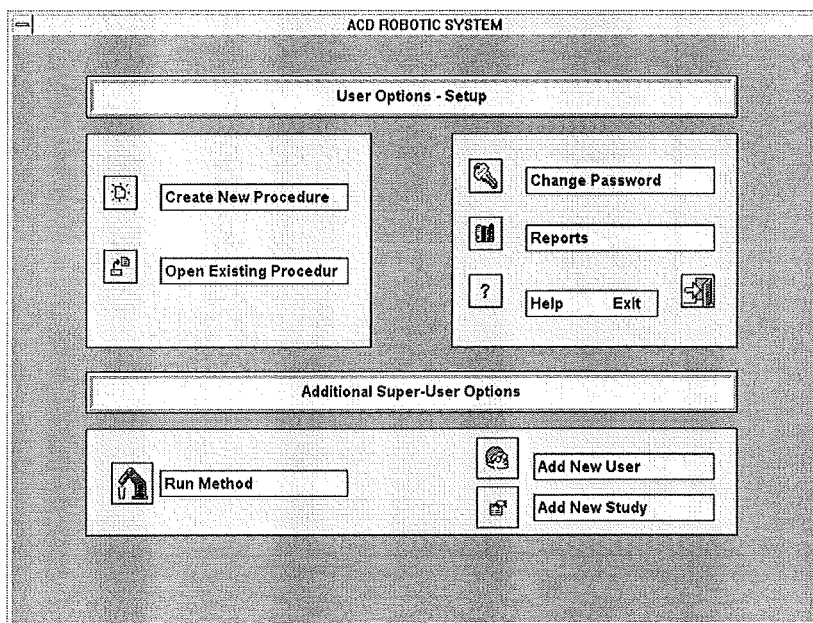 ACD ROBOTIC SYSTEM
User Options - Setup
Create New Procedure
Open Existing Procedur
Change Password
Reports
?
Help Exit
Additional Super-User Options
Run Method
Add New User
Add New Study